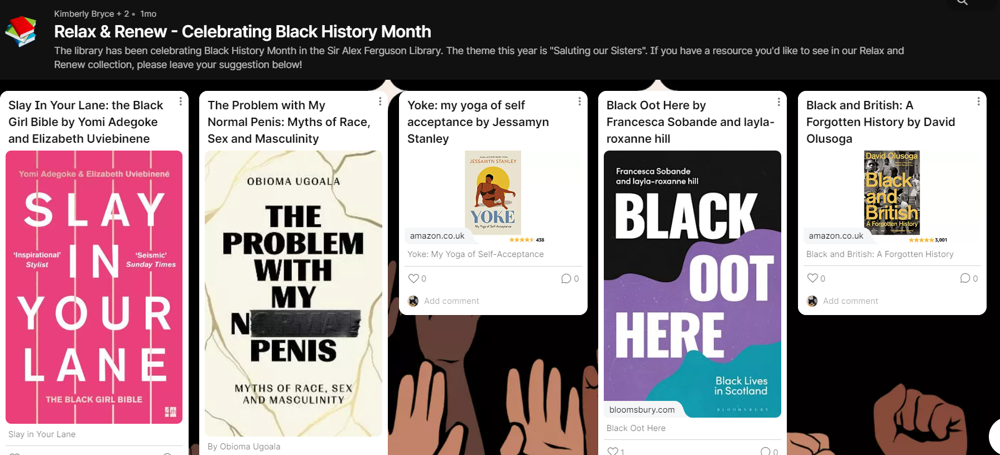 Kimberly Bryce + 2 • 1mo
Relax & Renew - Celebrating Black History Month
The library has been celebrating Black History Month in the Sir Alex Ferguson Library. The theme this year is "Saluting our Sisters". If you have a resource you'd like to see in our Relax and
Renew collection, please leave your suggestion below!
Slay In Your Lane: the Black
Girl Bible by Yomi Adegoke
and Elizabeth Uviebinene
Yomi Adegoke & Elizabeth Uviebinené
SLAY
IN
YOUR
LANE
'Inspirational'
Stylist
'Seismic'
Sunday Times
THE BLACK GIRL BIBLE
4th
Slay in Your Lane
The Problem with My
Normal Penis: Myths of Race,
Sex and Masculinity
OBIOMA UGOALA
THE
PROBLEM
WITH
MY
NORMAL
PENIS
MYTHS OF RACE, SEX
AND MASCULINITY
By Obioma Ugoala
Yoke: my yoga of self
acceptance by Jessamyn
Stanley
Author of EVERY BODY YOGA
JESSAMYN STANLEY
YOKE
My Yoga of Self-Acceptance
amazon.co.uk
438
Yoke: My Yoga of Self-Acceptance
0
0
Add comment
Black Oot Here by
Francesca Sobande and layla-
roxanne hill
Francesca Sobande
and layla-roxanne hill
BLACK
OOT
HERE
Black Lives
in Scotland
BLOOMSBURY
bloomsbury.com
Black Oot Here
1
0
Black and British: A
Forgotten History by David
Olusoga
David Olusoga
Black
and
British
A Forgotten History
amazon.co.uk
3,001
Black and British: A Forgotten History
0
0
Add comment